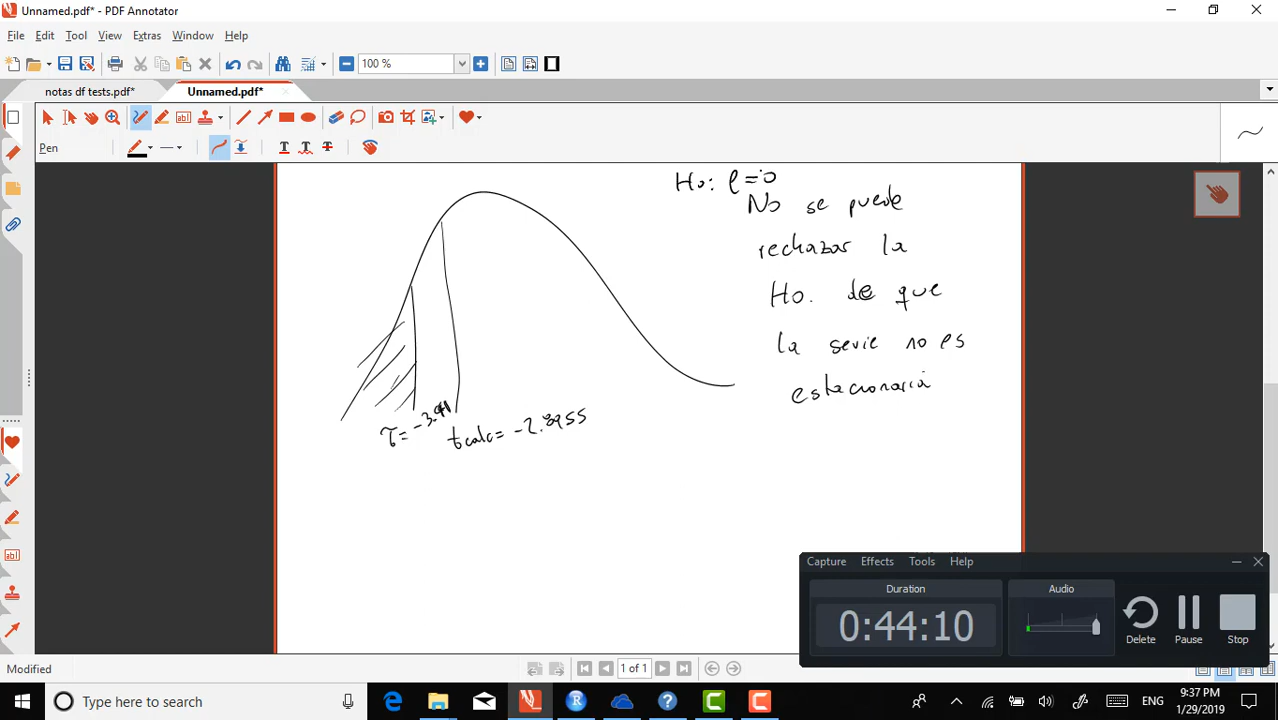 Unnamed.pdf* - PDF Annotator
File Edit Tool View Extras Window Help
100 %
notas df tests.pdf* Unnamed.pdf*
Pen
Ho: ρ=0
No se puede
rechazar la
Ho. de que
la serie no es
estacionaria
τ=
tcalc= -2.8955
Capture Effects Tools Help
Duration Audio
0:44:10
Delete Pause Stop
Modified
1 of 1
Type here to search
ENG
9:37 PM
1/29/2019